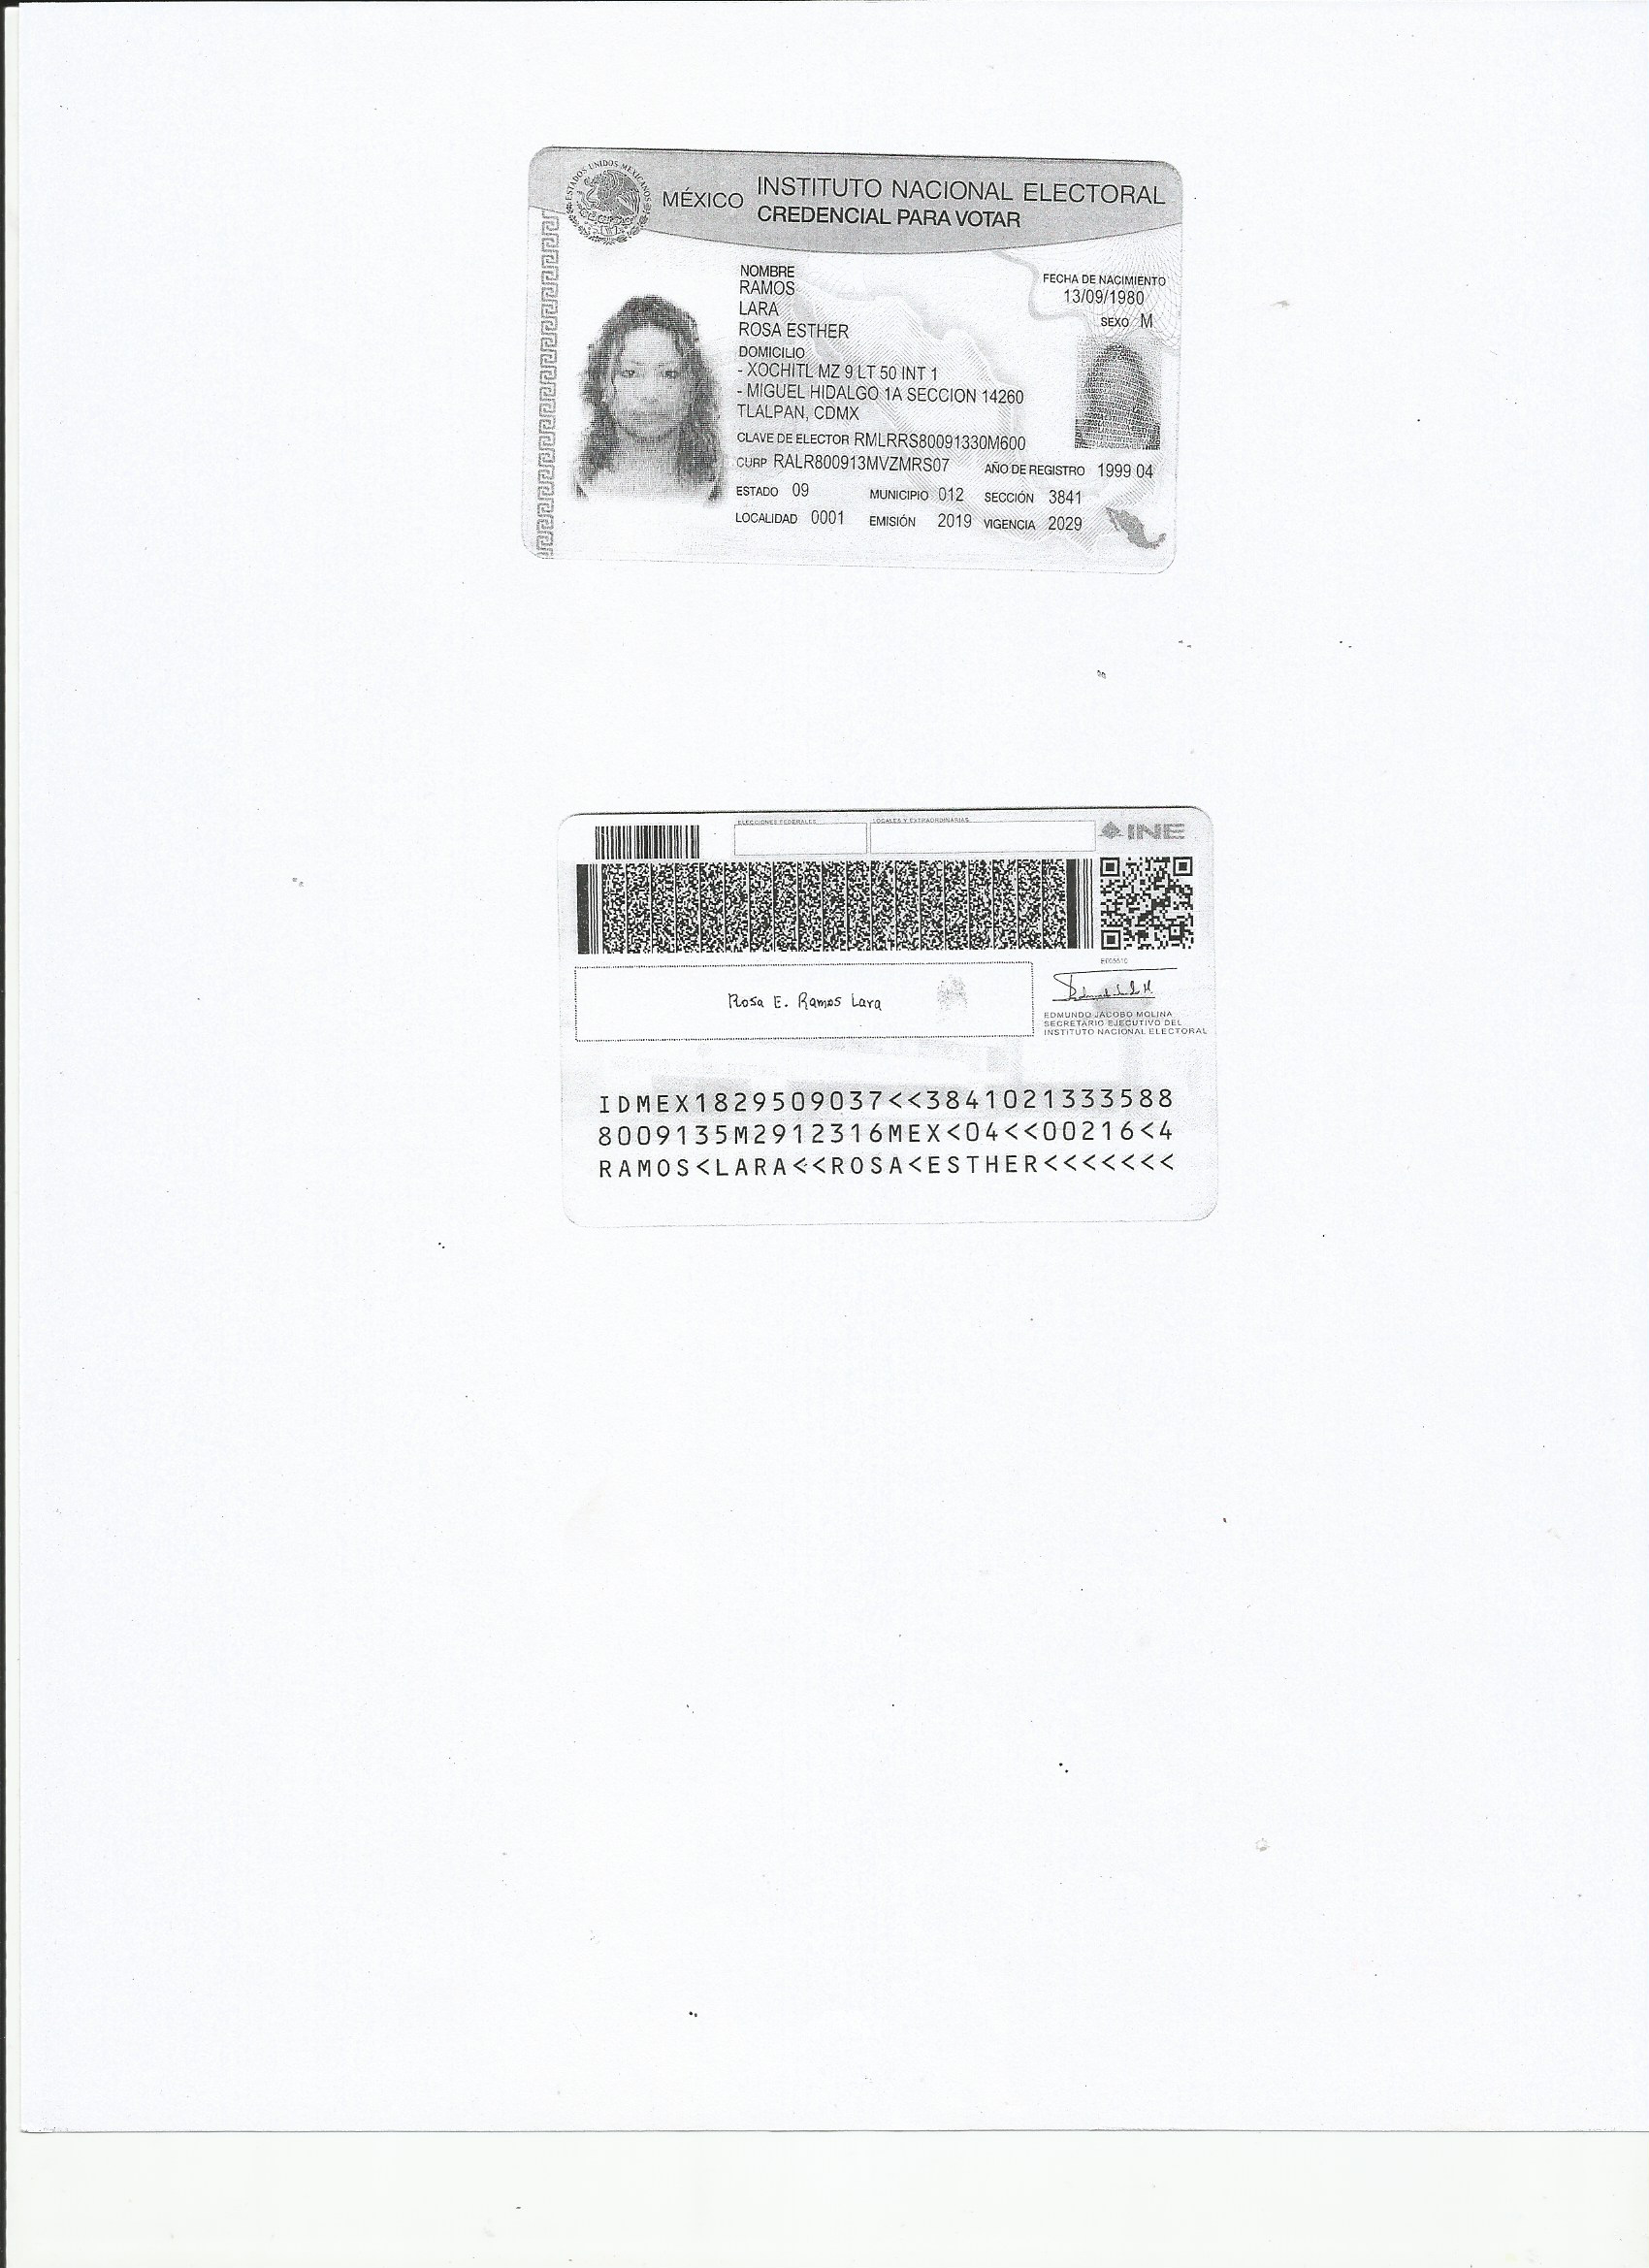 ESTADOS UNIDOS MEXICANOS
MÉXICO INSTITUTO NACIONAL ELECTORAL
CREDENCIAL PARA VOTAR
NOMBRE
RAMOS
LARA
ROSA ESTHER
FECHA DE NACIMIENTO
13/09/1980
SEXO M
DOMICILIO
- XOCHITL MZ 9 LT 50 INT 1
- MIGUEL HIDALGO 1A SECCION 14260
TLALPAN, CDMX
CLAVE DE ELECTOR RMLRRS80091330M600
CURP RALR800913MVZMRS07 AÑO DE REGISTRO 1999 04
ESTADO 09 MUNICIPIO 012 SECCIÓN 3841
LOCALIDAD 0001 EMISIÓN 2019 VIGENCIA 2029
ELECCIONES FEDERALES LOCALES Y EXTRAORDINARIAS INE
Rosa E. Ramos Lara
EDMUNDO JACOBO MOLINA
SECRETARIO EJECUTIVO DEL
INSTITUTO NACIONAL ELECTORAL
IDMEX1829509037<<3841021333588
8009135M2912316MEX<04<<00216<4
RAMOS<LARA<<ROSA<ESTHER<<<<<<<